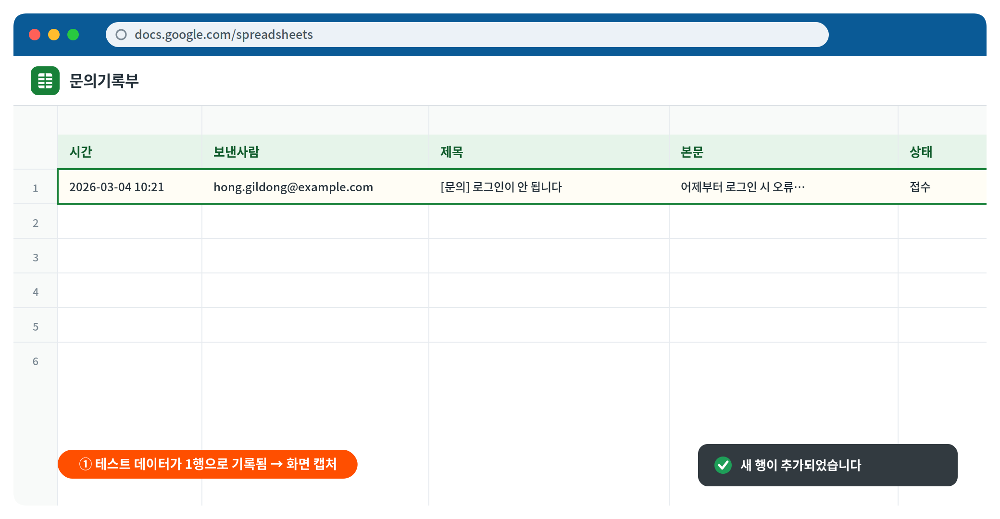 docs.google.com/spreadsheets
문의기록부
시간 보낸사람 제목 본문 상태
1 2026-03-04 10:21 hong.gildong@example.com [문의] 로그인이 안 됩니다 어제부터 로그인 시 오류… 접수
2
3
4
5
6
① 테스트 데이터가 1행으로 기록됨 → 화면 캡처
새 행이 추가되었습니다